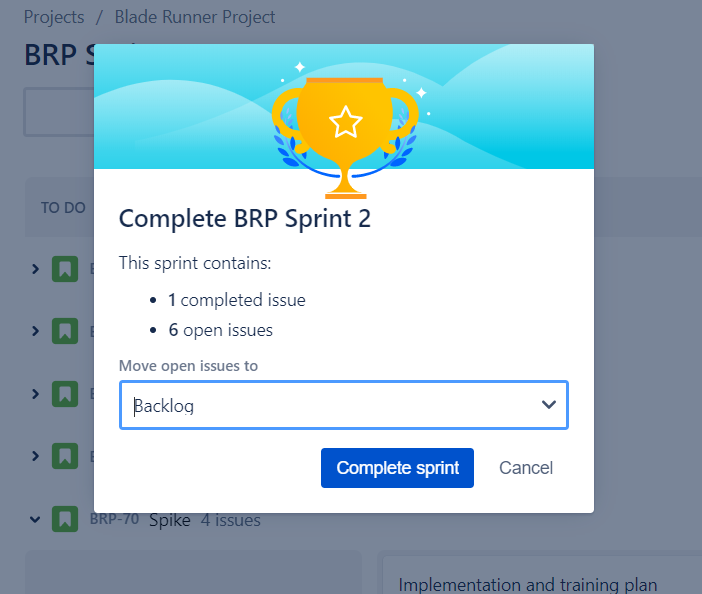 Projects / Blade Runner Project
BRP S
TO DO
Complete BRP Sprint 2
This sprint contains:
• 1 completed issue
• 6 open issues
Move open issues to
Backlog
Complete sprint Cancel
BRP-70 Spike 4 issues
Implementation and training plan